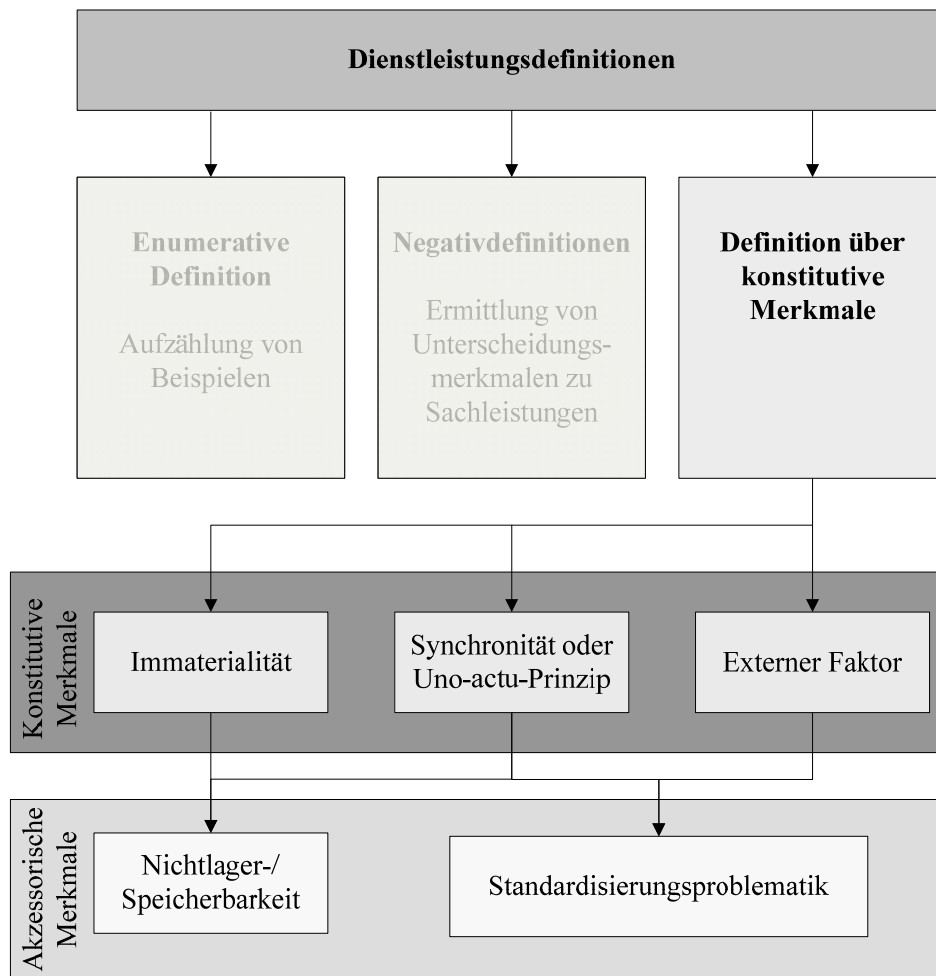 Dienstleistungsdefinitionen
Enumerative
Definition
Aufzählung von
Beispielen
Negativdefinitionen
Ermittlung von
Unterscheidungs-
merkmalen zu
Sachleistungen
Definition über
konstitutive
Merkmale
Konstitutive
Merkmale
Immaterialität
Synchronität oder
Uno-actu-Prinzip
Externer Faktor
Akzessorische
Merkmale
Nichtlager-/
Speicherbarkeit
Standardisierungsproblematik